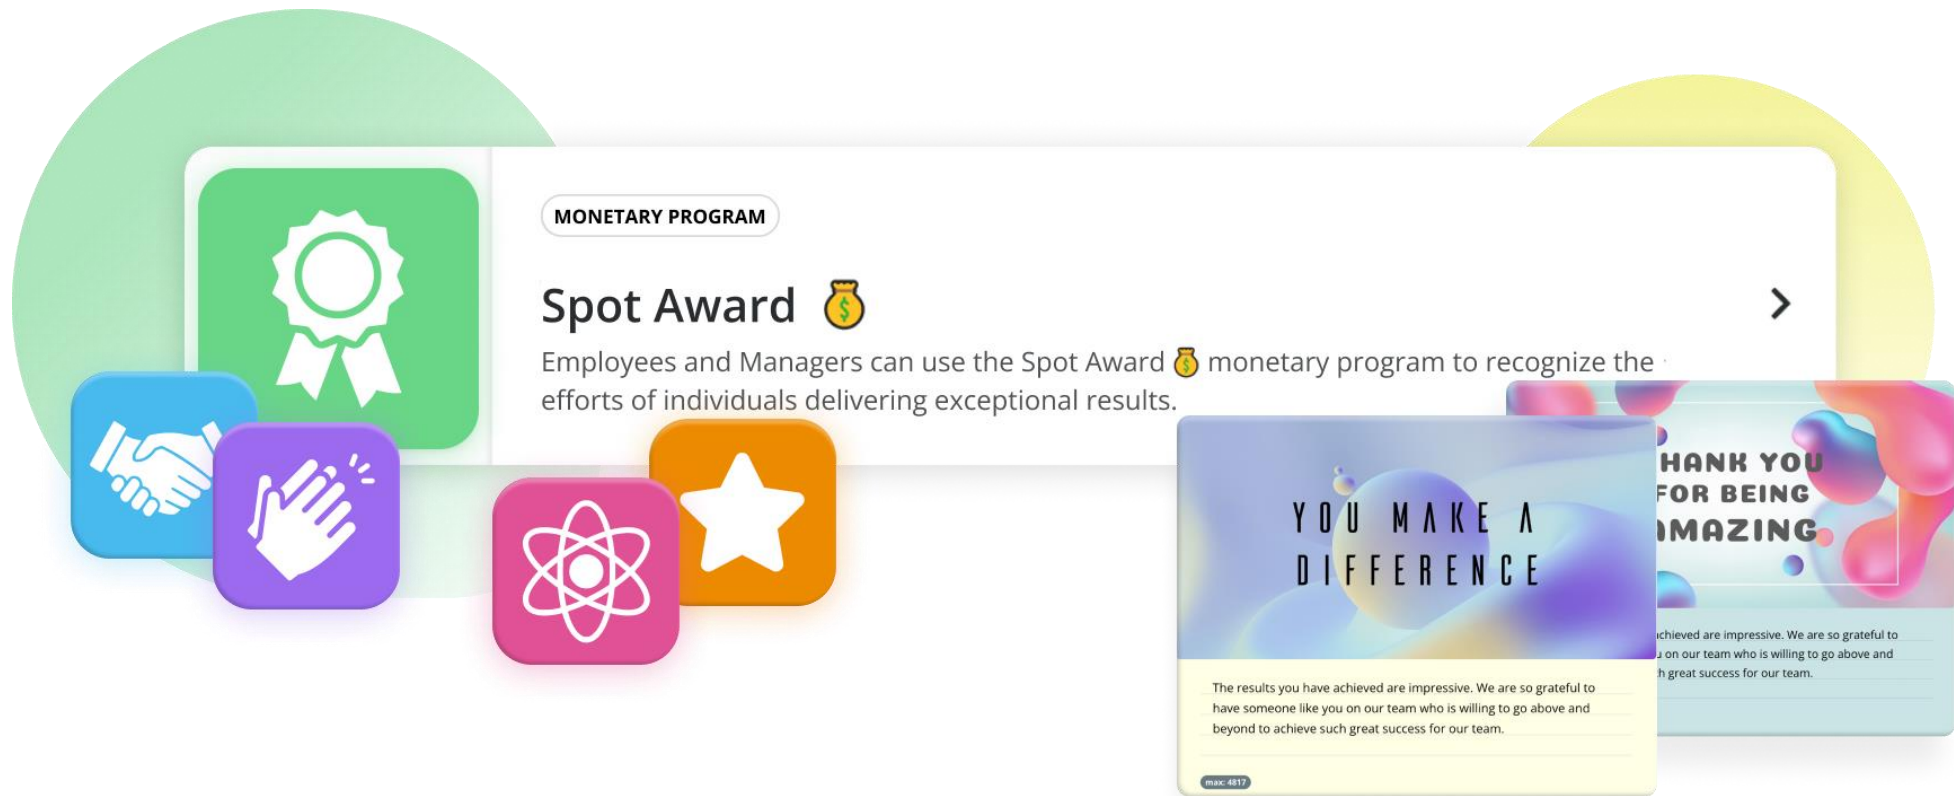 MONETARY PROGRAM
Spot Award
Employees and Managers can use the Spot Award monetary program to recognize the
efforts of individuals delivering exceptional results.
YOU MAKE A
DIFFERENCE
The results you have achieved are impressive. We are so grateful to
have someone like you on our team who is willing to go above and
beyond to achieve such great success for our team.
max: 4817
HANK YOU
FOR BEING
AMAZING
chieved are impressive. We are so grateful to
on our team who is willing to go above and
h great success for our team.